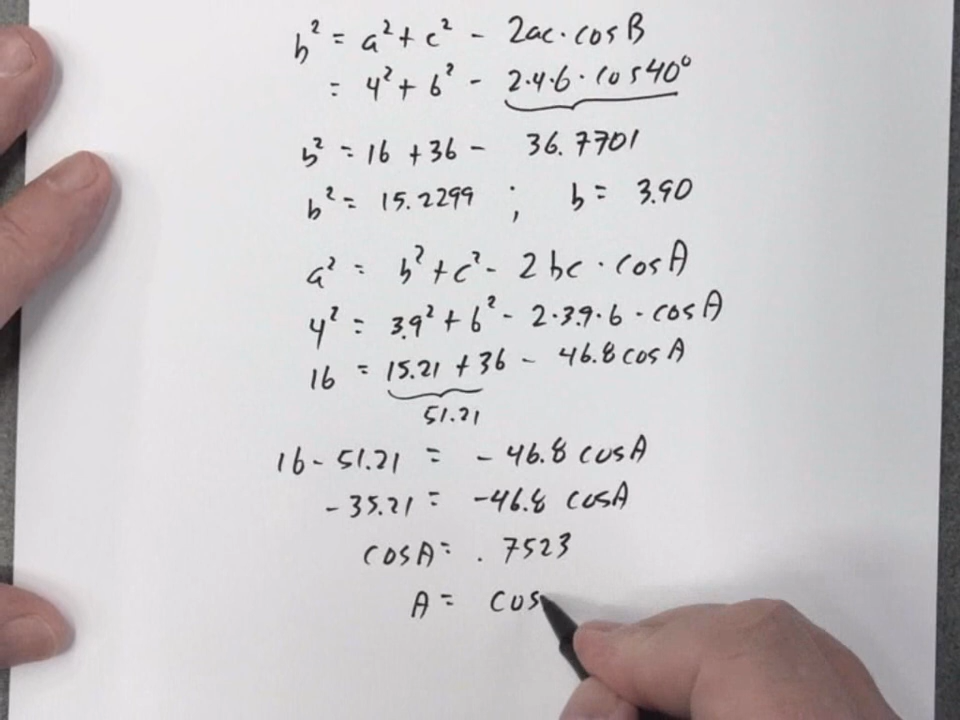 b² = a² + c² - 2ac · cos B
= 4² + 6² - 2·4·6 · cos 40°
b² = 16 + 36 - 36.7701
b² = 15.2299 ; b = 3.90
a² = b² + c² - 2bc · cos A
4² = 3.9² + 6² - 2·3.9·6 · cos A
16 = 15.21 + 36 - 46.8 cos A
51.21
16 - 51.21 = - 46.8 cos A
- 35.21 = -46.8 cos A
cos A = .7523
A = cos